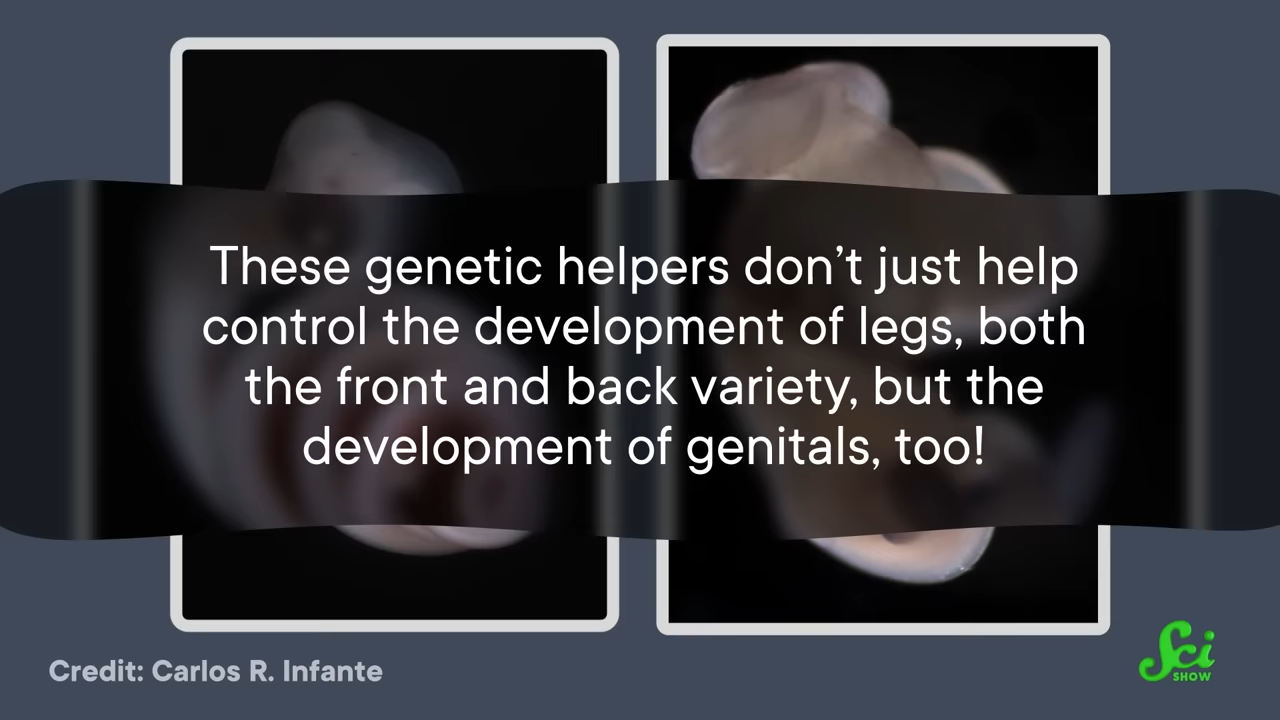 These genetic helpers don’t just help
control the development of legs, both
the front and back variety, but the
development of genitals, too!
Credit: Carlos R. Infante
Sci
SHOW